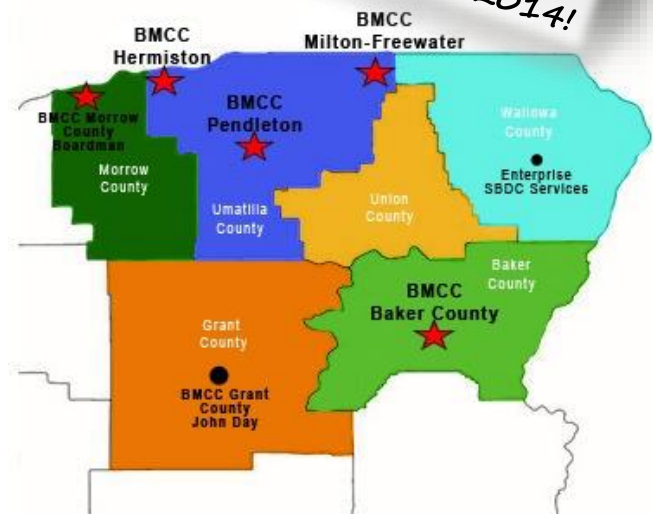 2014!
BMCC
Hermiston
BMCC
Milton-Freewater
BMCC
Pendleton
BMCC Morrow
County
Boardman
Morrow
County
Umatilla
County
Union
County
Wallowa
County
Enterprise
SBDC Services
Baker
County
BMCC
Baker County
Grant
County
BMCC Grant
County
John Day